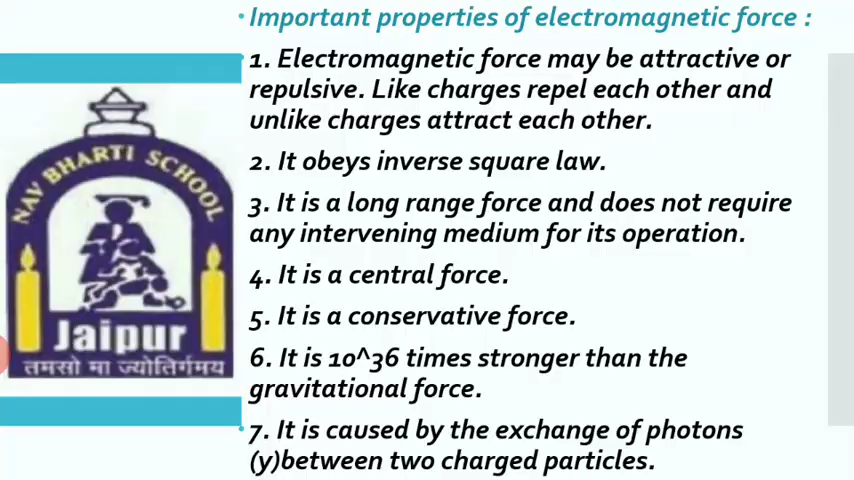 Important properties of electromagnetic force :
1. Electromagnetic force may be attractive or
repulsive. Like charges repel each other and
unlike charges attract each other.
2. It obeys inverse square law.
3. It is a long range force and does not require
any intervening medium for its operation.
4. It is a central force.
5. It is a conservative force.
6. It is 10^36 times stronger than the
gravitational force.
7. It is caused by the exchange of photons
(y)between two charged particles.
NAV BHARTI SCHOOL
Jaipur
तमसो मा ज्योतिर्गमय